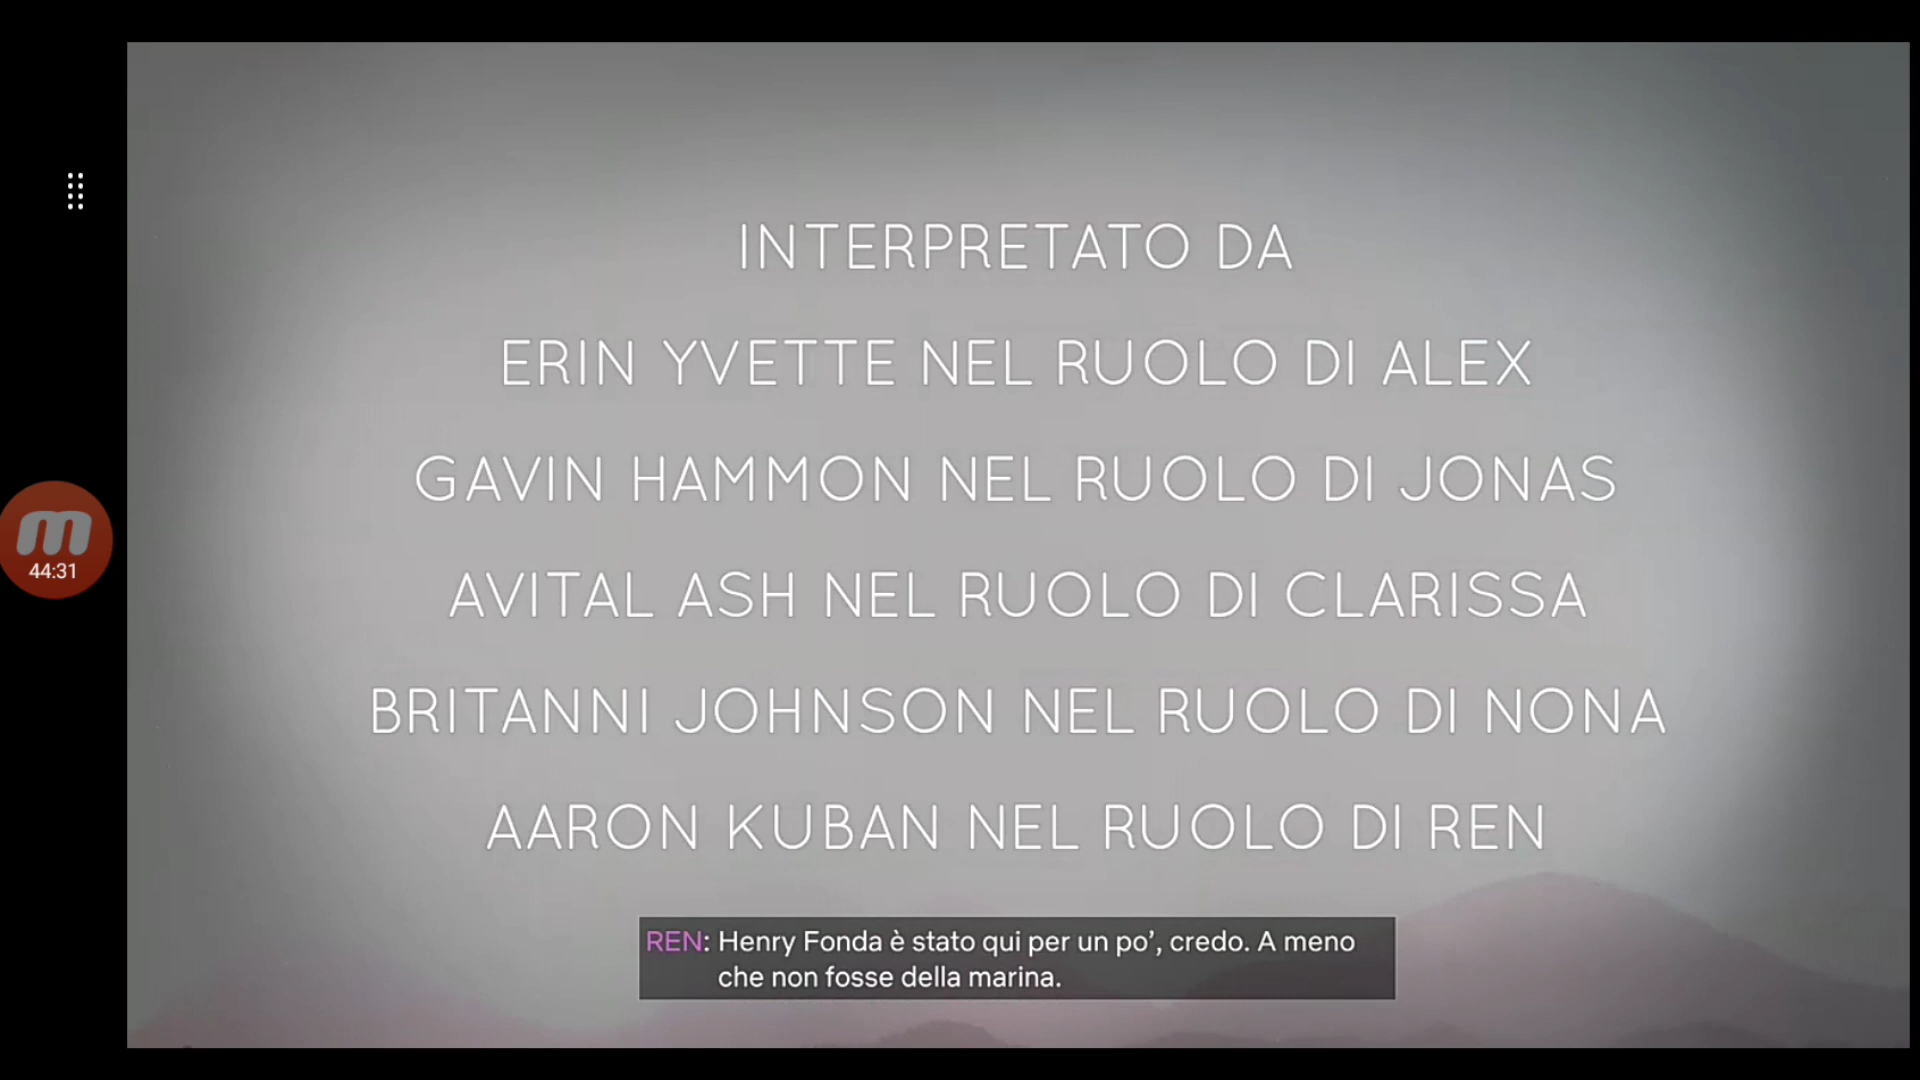 INTERPRETATO DA
ERIN YVETTE NEL RUOLO DI ALEX
GAVIN HAMMON NEL RUOLO DI JONAS
AVITAL ASH NEL RUOLO DI CLARISSA
BRITANNI JOHNSON NEL RUOLO DI NONA
AARON KUBAN NEL RUOLO DI REN
REN: Henry Fonda è stato qui per un po’, credo. A meno
che non fosse della marina.
m
44:31